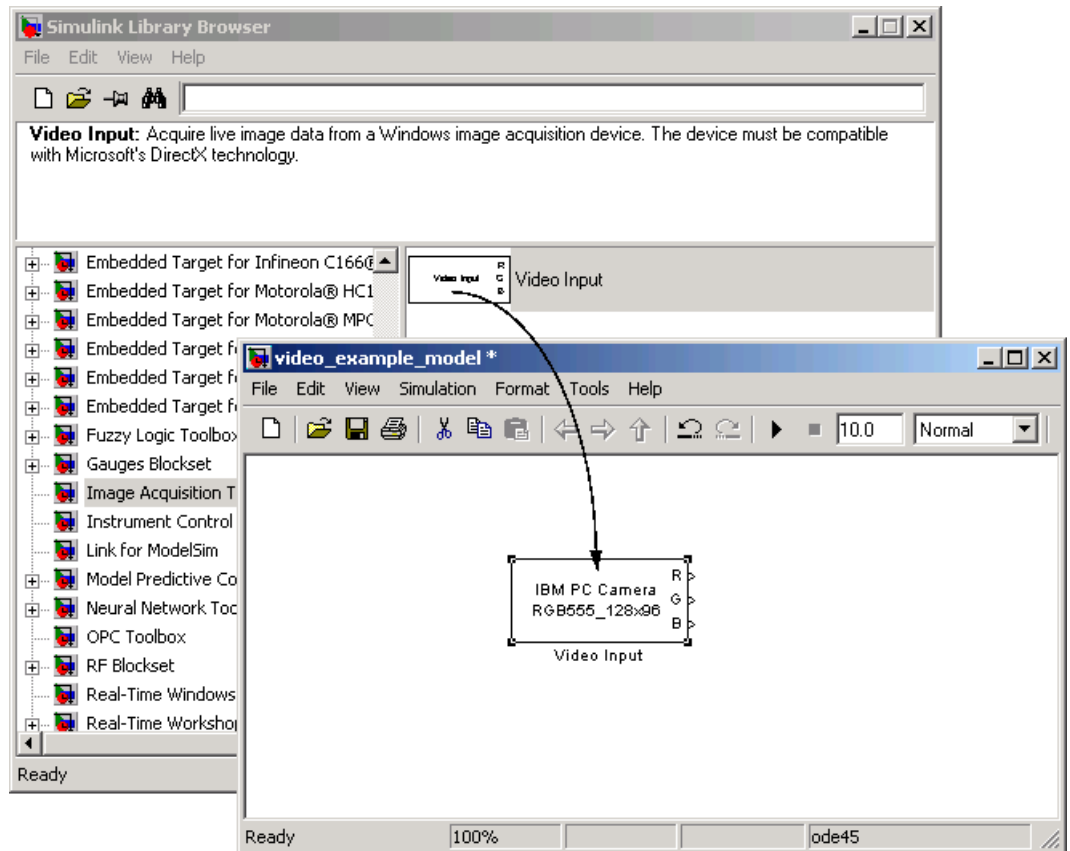 Simulink Library Browser
File Edit View Help
Video Input: Acquire live image data from a Windows image acquisition device. The device must be compatible
with Microsoft's DirectX technology.
Embedded Target for Infineon C166®
Embedded Target for Motorola® HC1
Embedded Target for Motorola® MPC
Embedded Target f
Embedded Target f
Embedded Target f
Fuzzy Logic Toolbox
Gauges Blockset
Image Acquisition T
Instrument Control
Link for ModelSim
Model Predictive Co
Neural Network Too
OPC Toolbox
RF Blockset
Real-Time Windows
Real-Time Workshop
Ready
Video Input R G B
Video Input
video_example_model *
File Edit View Simulation Format Tools Help
10.0 Normal
IBM PC Camera
RGB555_128x96
R
G
B
Video Input
Ready 100% ode45